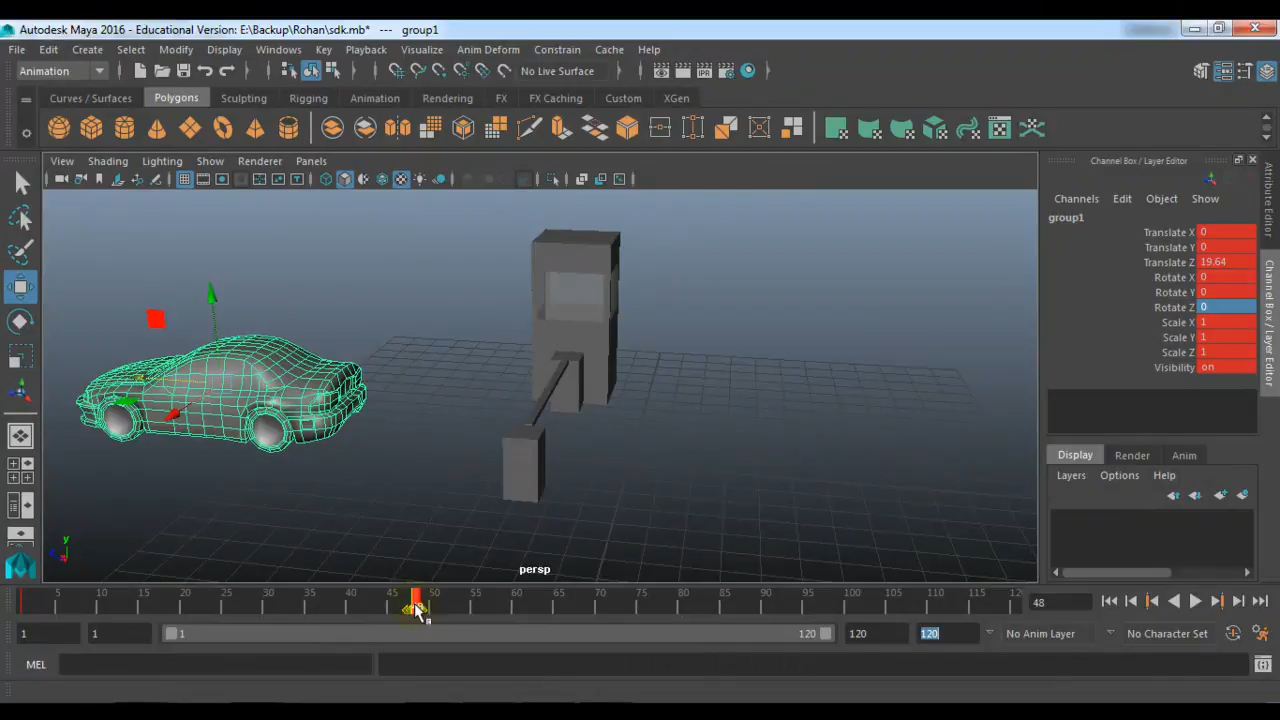 Autodesk Maya 2016 - Educational Version: E:\Backup\Rohan\sdk.mb*   ---   group1
File Edit Create Select Modify Display Windows Key Playback Visualize Anim Deform Constrain Cache Help
Animation No Live Surface
Curves / Surfaces Polygons Sculpting Rigging Animation Rendering FX FX Caching Custom XGen
View Shading Lighting Show Renderer Panels
Channel Box / Layer Editor
Channels Edit Object Show
group1
Translate X 0
Translate Y 0
Translate Z 19.64
Rotate X 0
Rotate Y 0
Rotate Z 0
Scale X 1
Scale Y 1
Scale Z 1
Visibility on
Attribute Editor
Channel Box / Layer Editor
Display Render Anim
Layers Options Help
y
persp
5 10 15 20 25 30 35 40 45 50 55 60 65 70 75 80 85 90 95 100 105 110 115 12
48
1 1 1 120 120 120 No Anim Layer No Character Set
MEL